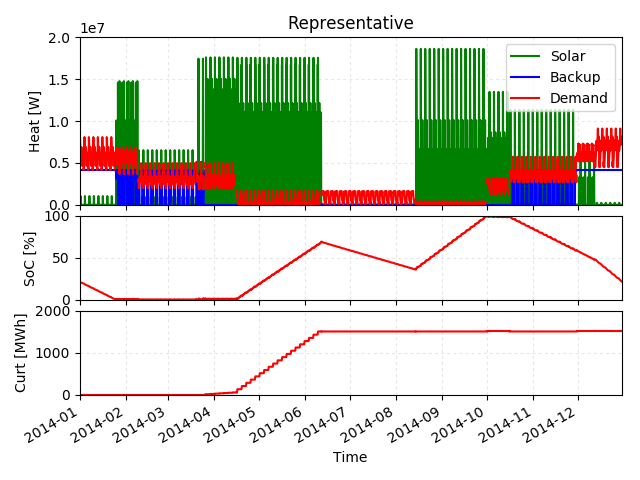 Representative
1e7
Heat [W]
2.0
1.5
1.0
0.5
0.0
Solar
Backup
Demand
SoC [%]
100
50
0
Curt [MWh]
2000
1000
0
2014-01
2014-02
2014-03
2014-04
2014-05
2014-06
2014-07
2014-08
2014-09
2014-10
2014-11
2014-12
Time